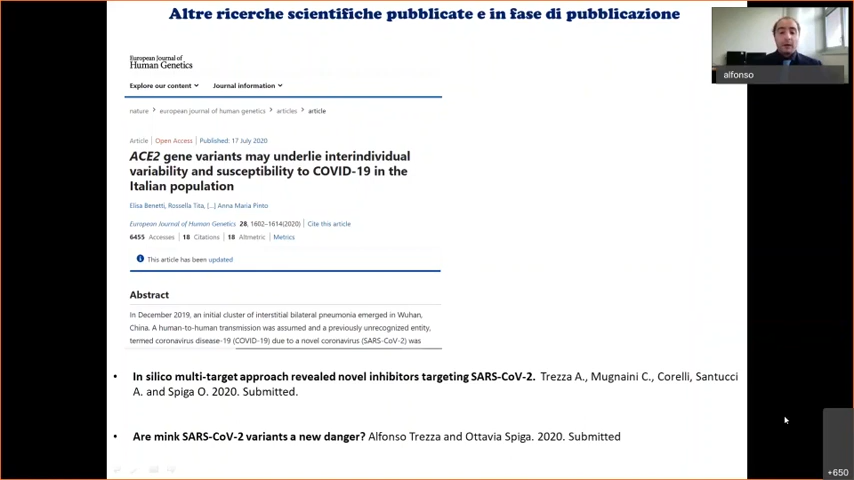 Altre ricerche scientifiche pubblicate e in fase di pubblicazione
alfonso
European Journal of
Human Genetics
Explore our content
Journal information
nature > european journal of human genetics > articles > article
Article | Open Access | Published: 17 July 2020
ACE2 gene variants may underlie interindividual
variability and susceptibility to COVID-19 in the
Italian population
Elisa Benetti, Rossella Tita, [...] Anna Maria Pinto
European Journal of Human Genetics 28, 1602–1614(2020) | Cite this article
6455 Accesses | 18 Citations | 18 Altmetric | Metrics
This article has been updated
Abstract
In December 2019, an initial cluster of interstitial bilateral pneumonia emerged in Wuhan,
China. A human-to-human transmission was assumed and a previously unrecognized entity,
termed coronavirus disease-19 (COVID-19) due to a novel coronavirus (SARS-CoV-2) was
• In silico multi-target approach revealed novel inhibitors targeting SARS-CoV-2. Trezza A., Mugnaini C., Corelli, Santucci
A. and Spiga O. 2020. Submitted.
• Are mink SARS-CoV-2 variants a new danger? Alfonso Trezza and Ottavia Spiga. 2020. Submitted
+650